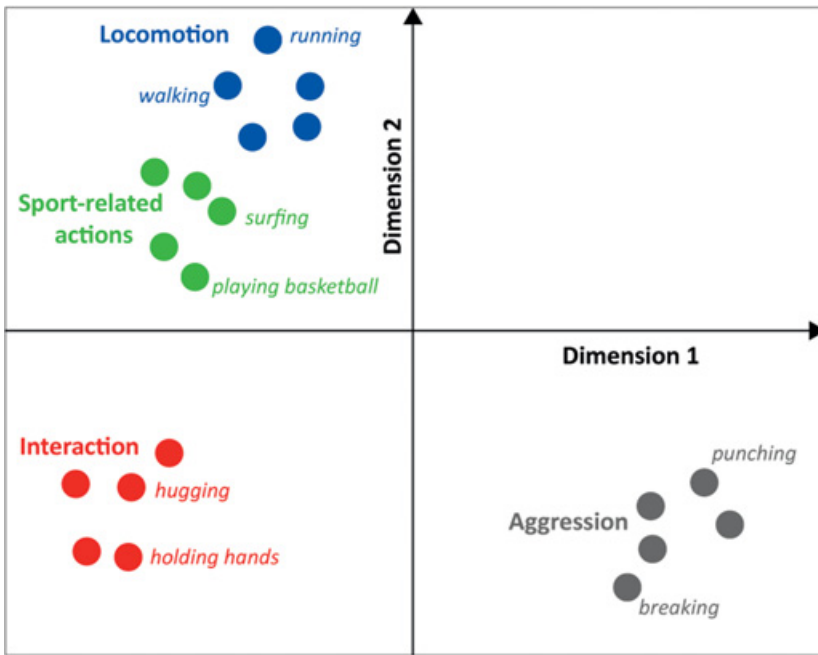 Locomotion
running
walking
Dimension 2
Sport-related
actions
surfing
playing basketball
Dimension 1
Interaction
hugging
holding hands
punching
Aggression
breaking